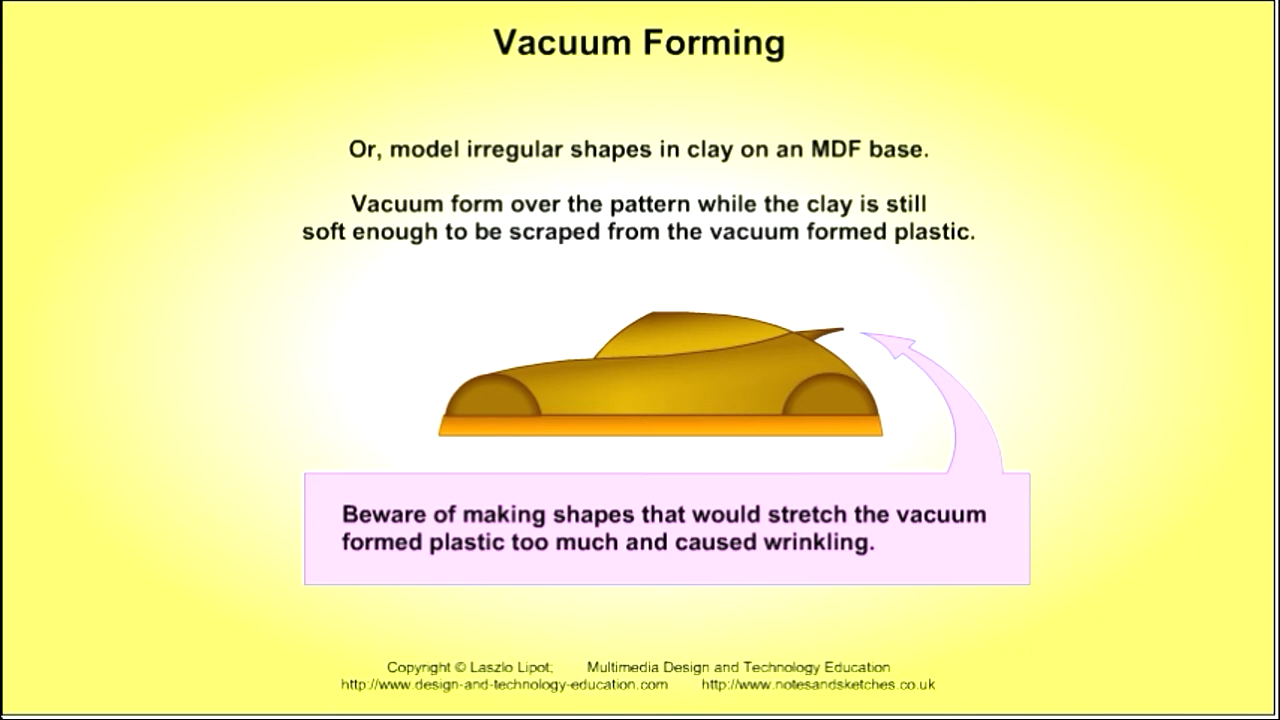 Vacuum Forming
Or, model irregular shapes in clay on an MDF base.
Vacuum form over the pattern while the clay is still
soft enough to be scraped from the vacuum formed plastic.
Beware of making shapes that would stretch the vacuum
formed plastic too much and caused wrinkling.
Copyright © Laszlo Lipot; Multimedia Design and Technology Education
http://www.design-and-technology-education.com http://www.notesandsketches.co.uk